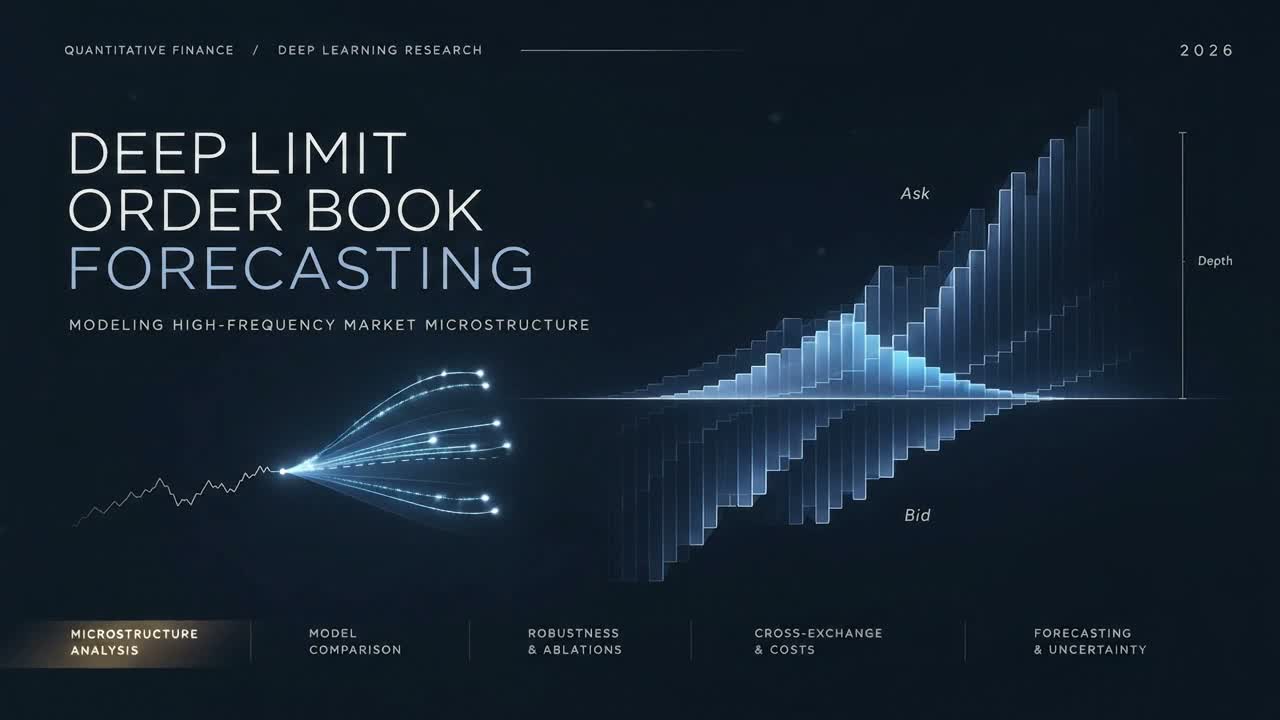 QUANTITATIVE FINANCE / DEEP LEARNING RESEARCH
2026
DEEP LIMIT
ORDER BOOK
FORECASTING
MODELING HIGH-FREQUENCY MARKET MICROSTRUCTURE
Ask
Depth
Bid
MICROSTRUCTURE
ANALYSIS
MODEL
COMPARISON
ROBUSTNESS
& ABLATIONS
CROSS-EXCHANGE
& COSTS
FORECASTING
& UNCERTAINTY